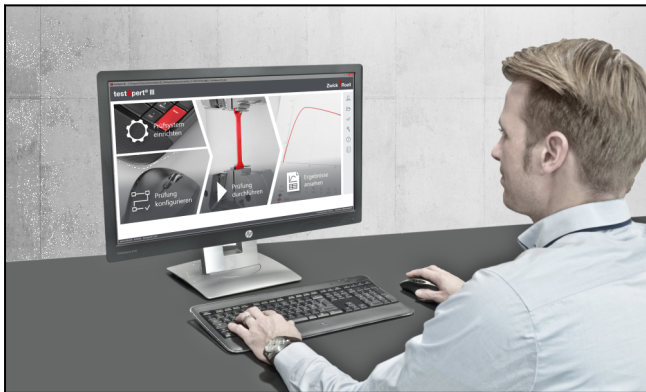 testXpert® III
Zwick Roell
Prüfsystem
einrichten
Prüfung
konfigurieren
Prüfung
durchführen
Ergebnisse
ansehen
hp